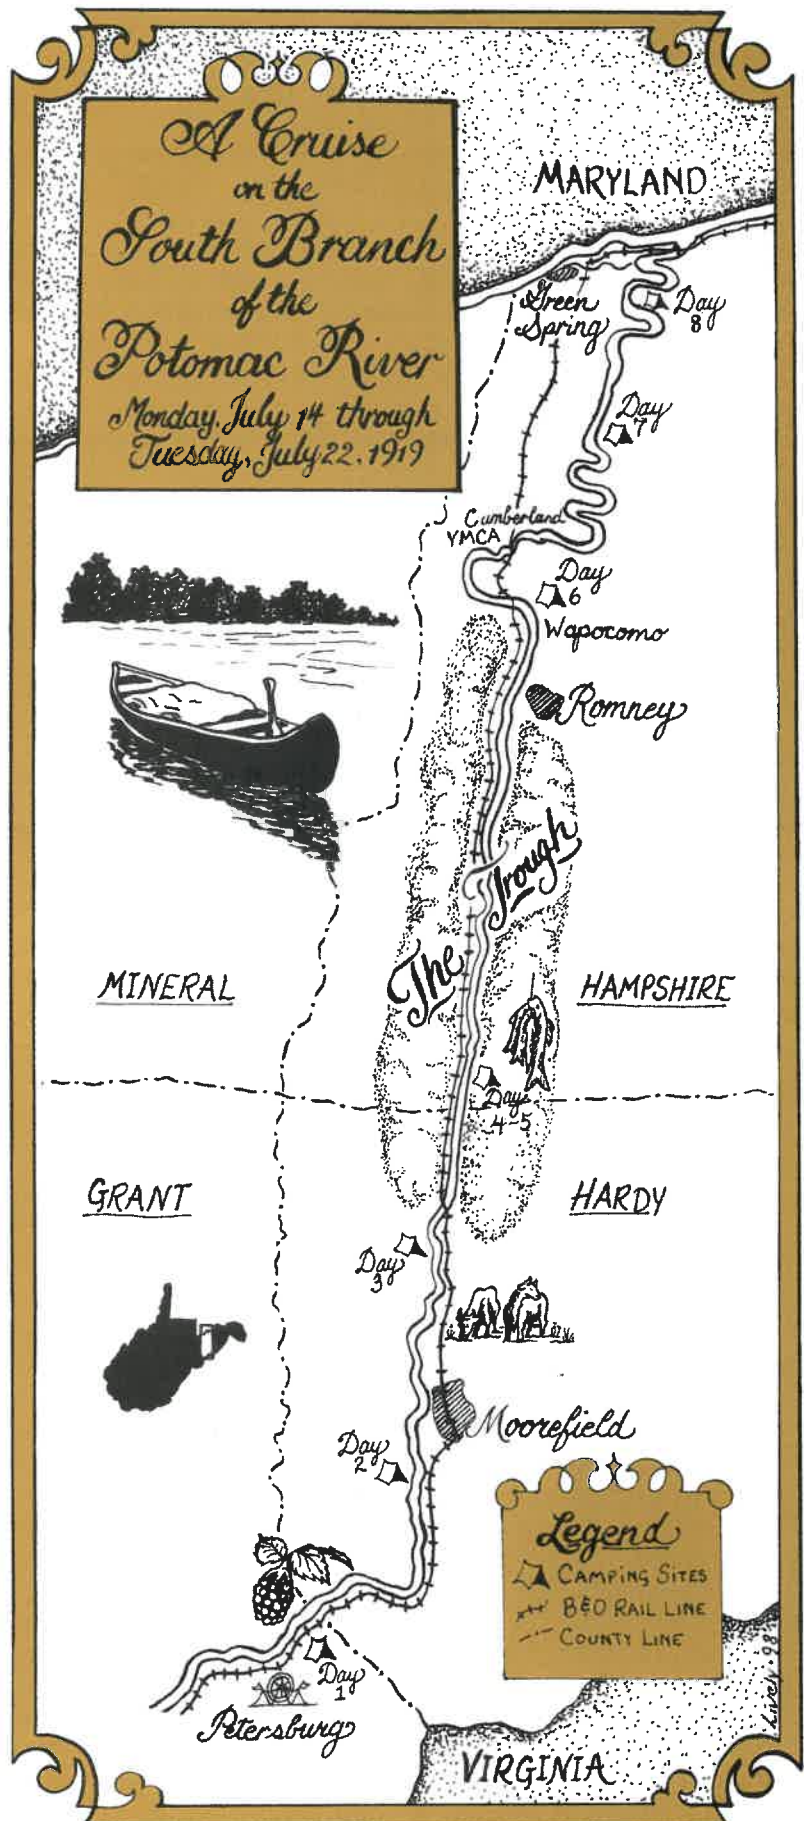 A Cruise
on the
South Branch
of the
Potomac River
Monday, July 14 through
Tuesday, July 22, 1919
MARYLAND
Green
Spring
Day
8
Day
7
Cumberland
YMCA
Day
6
Wapocomo
Romney
The Trough
MINERAL
HAMPSHIRE
Days
4-5
GRANT
HARDY
Day
3
Moorefield
Day
2
Legend
CAMPING SITES
B&O RAIL LINE
COUNTY LINE
Day
1
Petersburg
VIRGINIA